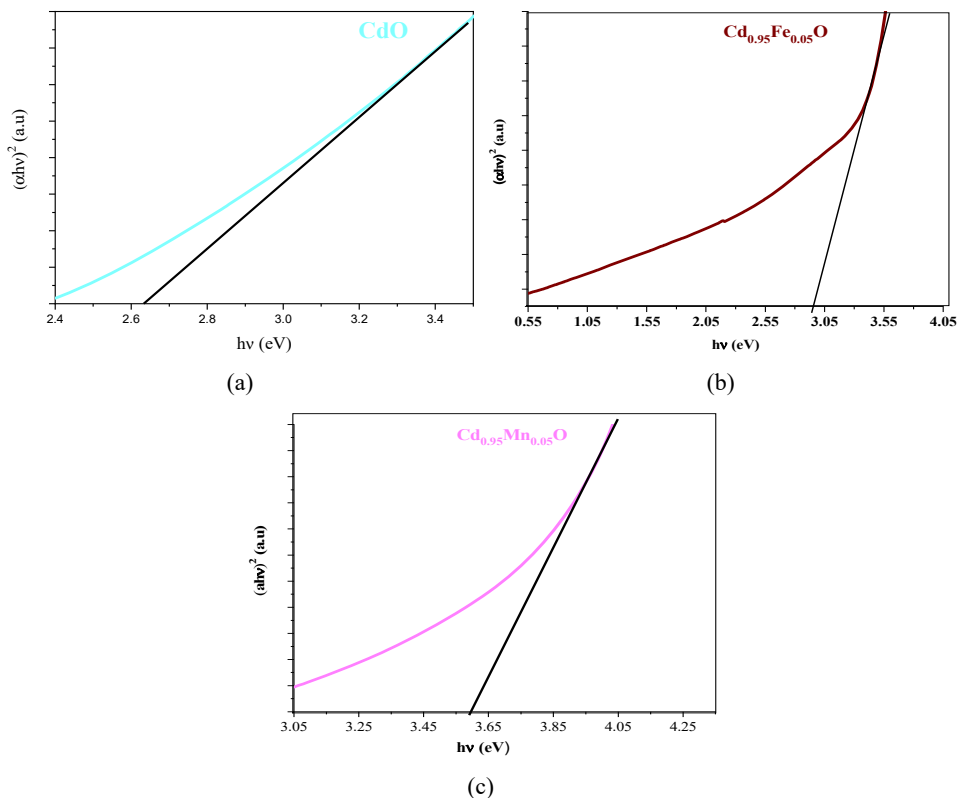 CdO
(αhν)² (a.u)
2.4 2.6 2.8 3.0 3.2 3.4
hν (eV)
(a)
Cd₀.₉₅Fe₀.₀₅O
(αhν)² (a.u)
0.55 1.05 1.55 2.05 2.55 3.05 3.55 4.05
hν (eV)
(b)
Cd₀.₉₅Mn₀.₀₅O
(ahν)² (a.u)
3.05 3.25 3.45 3.65 3.85 4.05 4.25
hν (eV)
(c)